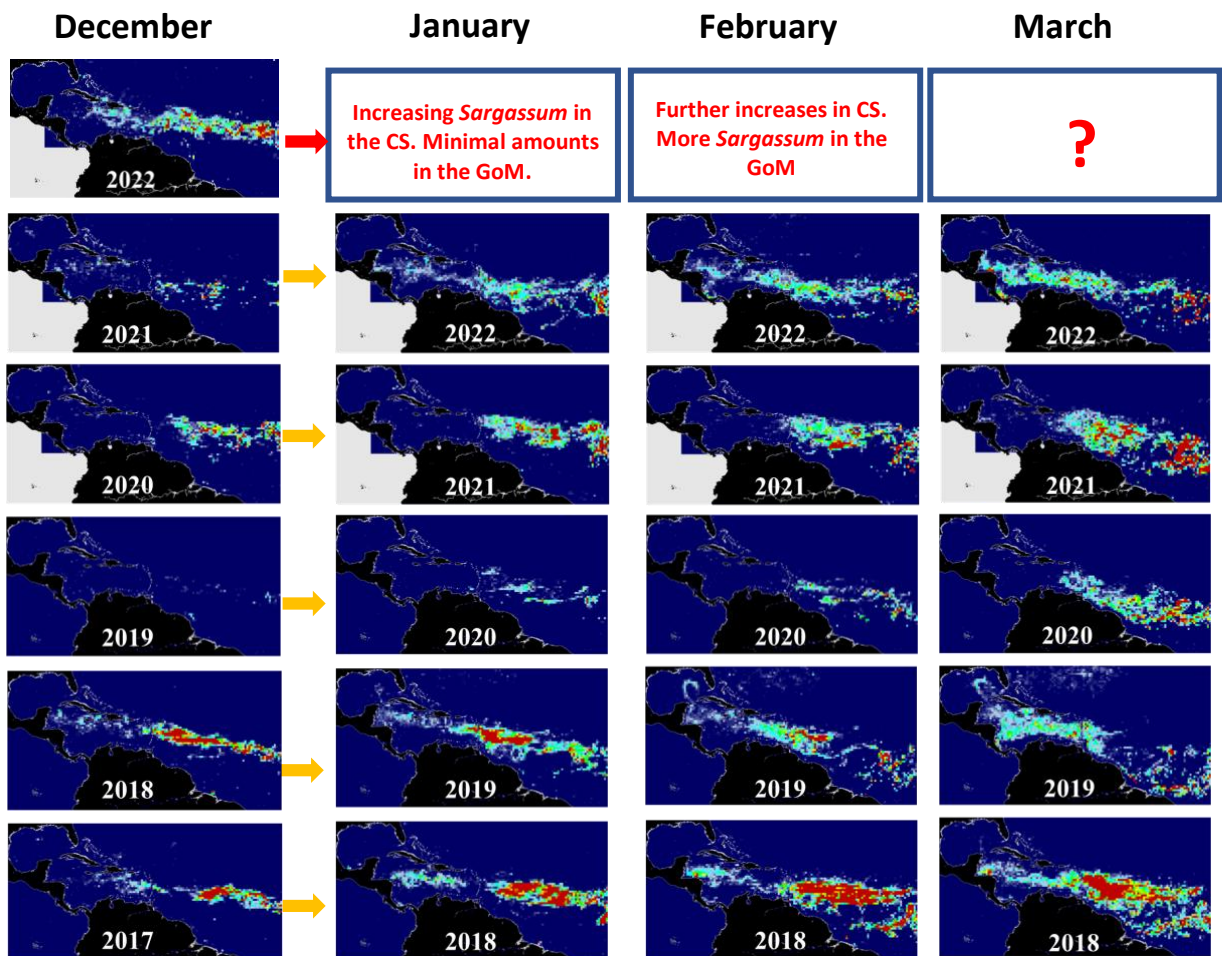 December
January
February
March
2022
Increasing Sargassum in
the CS. Minimal amounts
in the GoM.
Further increases in CS.
More Sargassum in the
GoM
?
2021
2022
2022
2022
2020
2021
2021
2021
2019
2020
2020
2020
2018
2019
2019
2019
2017
2018
2018
2018